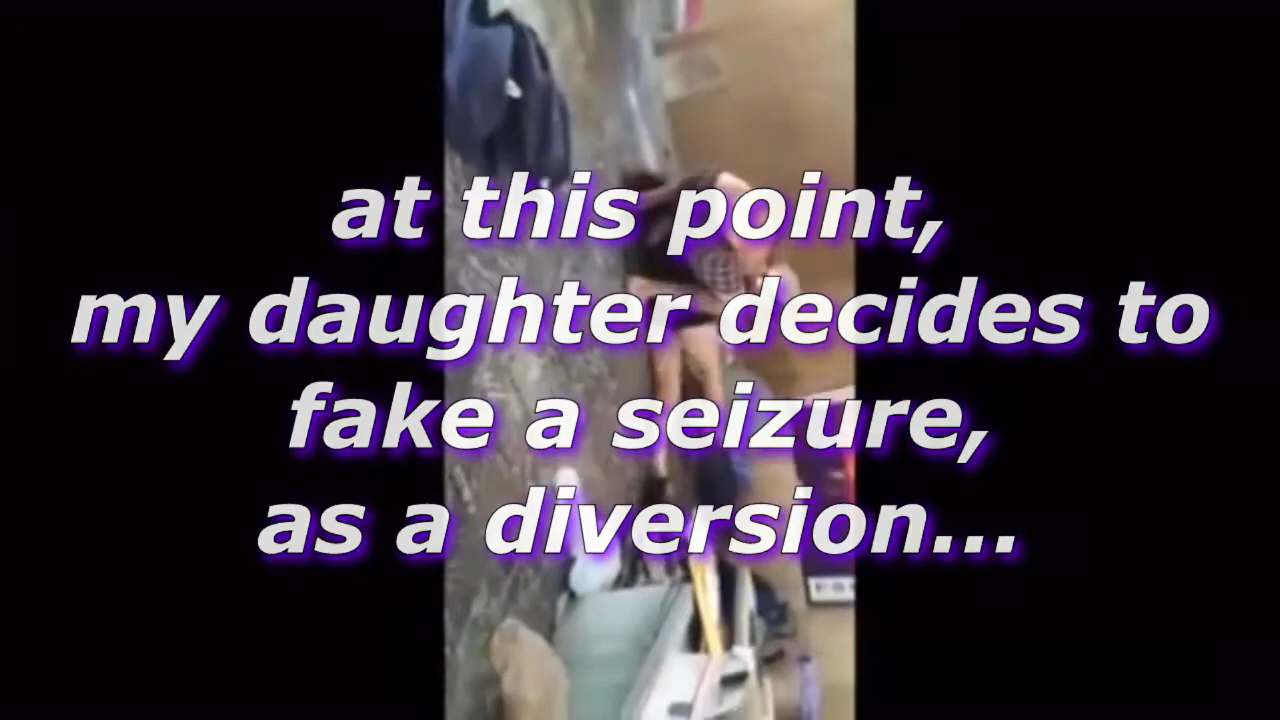 at this point,
my daughter decides to
fake a seizure,
as a diversion...